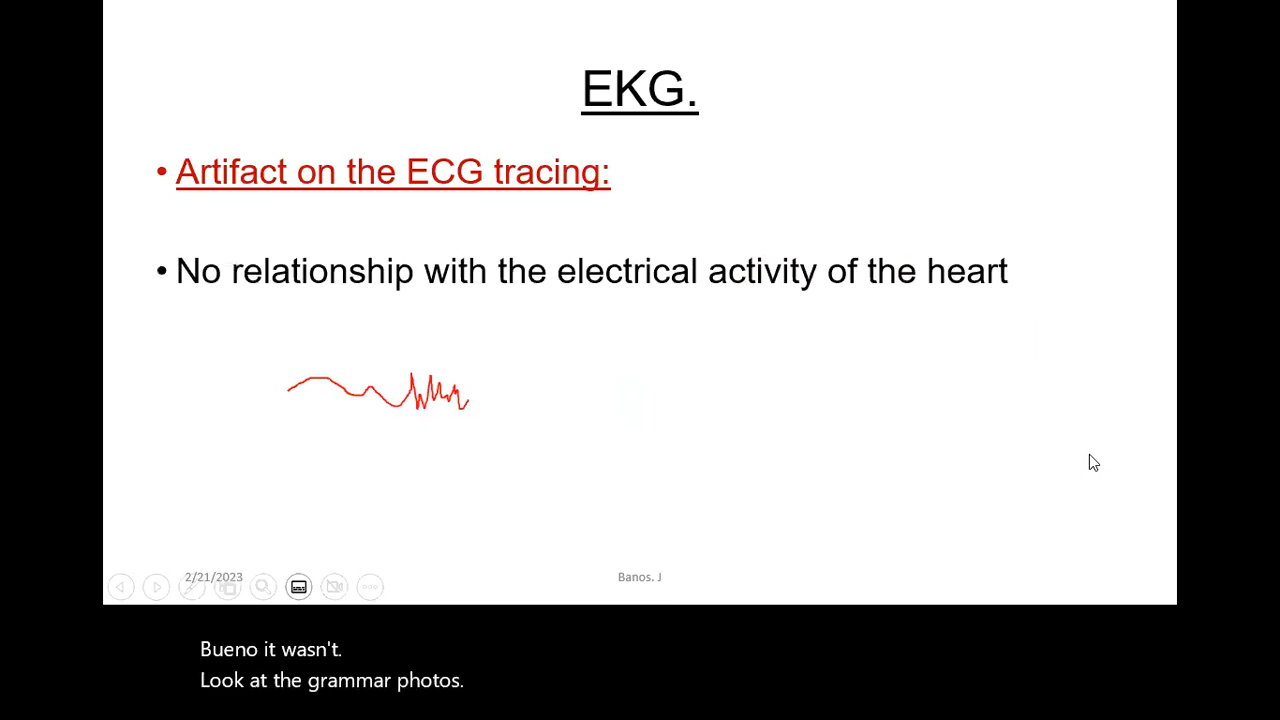 EKG.
• Artifact on the ECG tracing:
• No relationship with the electrical activity of the heart
2/21/2023
Banos. J
Bueno it wasn't.
Look at the grammar photos.